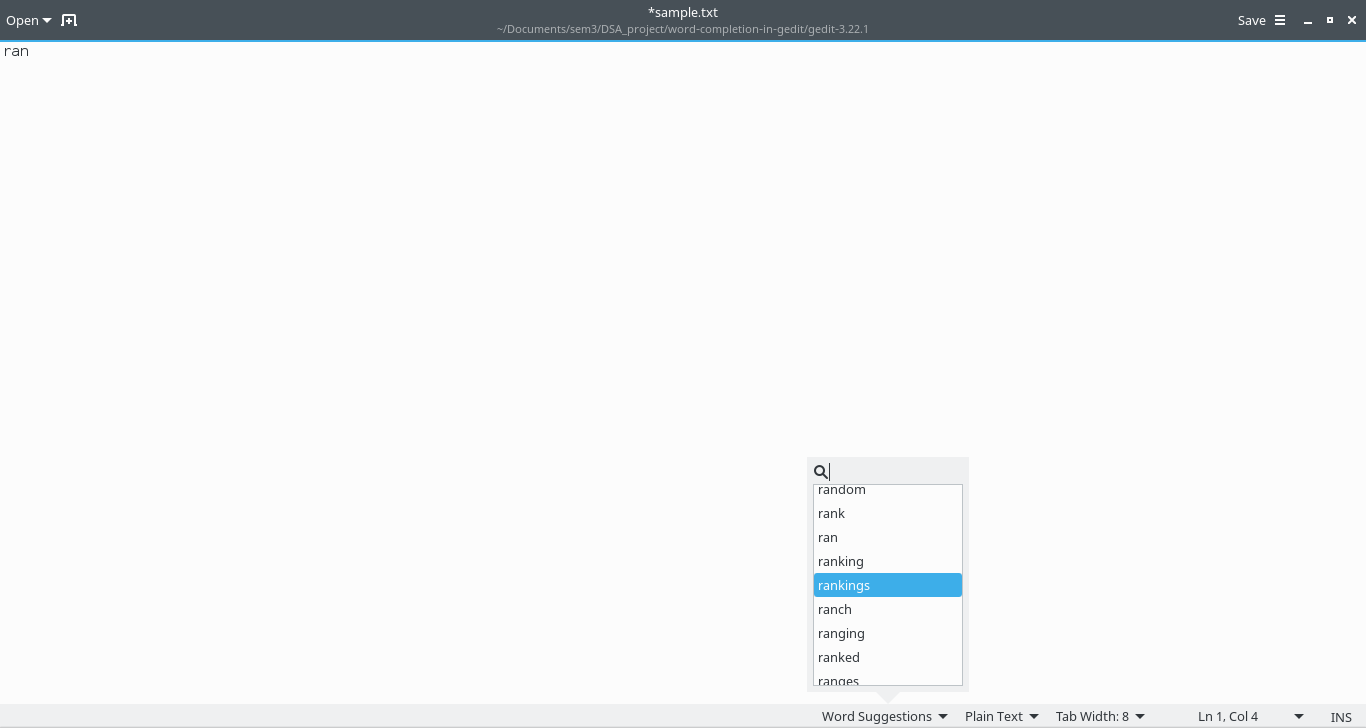 Open
*sample.txt
~/Documents/sem3/DSA_project/word-completion-in-gedit/gedit-3.22.1
Save
ran
random
rank
ran
ranking
rankings
ranch
ranging
ranked
ranges
Word Suggestions Plain Text Tab Width: 8 Ln 1, Col 4 INS